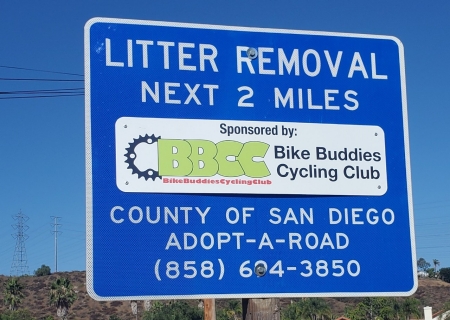 LITTER REMOVAL
NEXT 2 MILES
Sponsored by:
BBCC
BikeBuddiesCyclingClub
Bike Buddies
Cycling Club
COUNTY OF SAN DIEGO
ADOPT-A-ROAD
(858) 694-3850